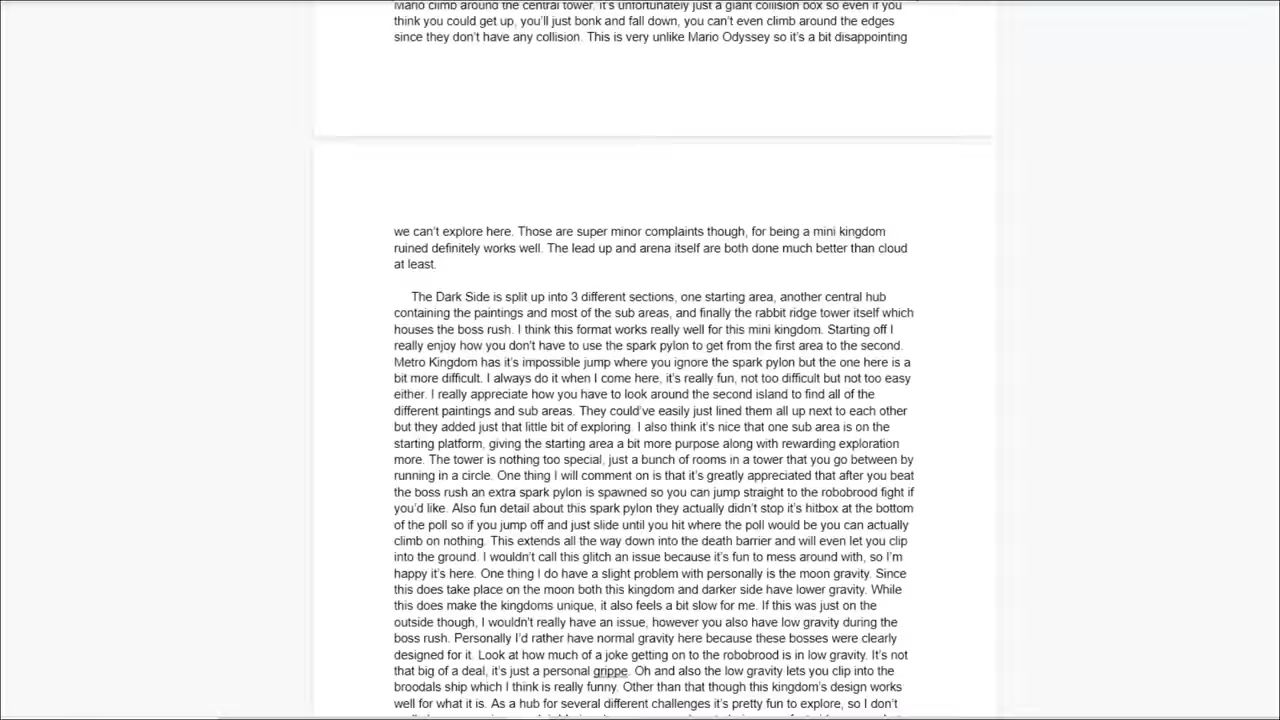 Mario climb around the central tower. It's unfortunately just a giant collision box so even if you
think you could get up, you'll just bonk and fall down, you can't even climb around the edges
since they don't have any collision. This is very unlike Mario Odyssey so it's a bit disappointing
we can't explore here. Those are super minor complaints though, for being a mini kingdom
ruined definitely works well. The lead up and arena itself are both done much better than cloud
at least.
The Dark Side is split up into 3 different sections, one starting area, another central hub
containing the paintings and most of the sub areas, and finally the rabbit ridge tower itself which
houses the boss rush. I think this format works really well for this mini kingdom. Starting off I
really enjoy how you don't have to use the spark pylon to get from the first area to the second.
Metro Kingdom has it's impossible jump where you ignore the spark pylon but the one here is a
bit more difficult. I always do it when I come here, it's really fun, not too difficult but not too easy
either. I really appreciate how you have to look around the second island to find all of the
different paintings and sub areas. They could've easily just lined them all up next to each other
but they added just that little bit of exploring. I also think it's nice that one sub area is on the
starting platform, giving the starting area a bit more purpose along with rewarding exploration
more. The tower is nothing too special, just a bunch of rooms in a tower that you go between by
running in a circle. One thing I will comment on is that it's greatly appreciated that after you beat
the boss rush an extra spark pylon is spawned so you can jump straight to the robobrood fight if
you'd like. Also fun detail about this spark pylon they actually didn't stop it's hitbox at the bottom
of the poll so if you jump off and just slide until you hit where the poll would be you can actually
climb on nothing. This extends all the way down into the death barrier and will even let you clip
into the ground. I wouldn't call this glitch an issue because it's fun to mess around with, so I'm
happy it's here. One thing I do have a slight problem with personally is the moon gravity. Since
this does take place on the moon both this kingdom and darker side have lower gravity. While
this does make the kingdoms unique, it also feels a bit slow for me. If this was just on the
outside though, I wouldn't really have an issue, however you also have low gravity during the
boss rush. Personally I'd rather have normal gravity here because these bosses were clearly
designed for it. Look at how much of a joke getting on to the robobrood is in low gravity. It's not
that big of a deal, it's just a personal grippe. Oh and also the low gravity lets you clip into the
broodals ship which I think is really funny. Other than that though this kingdom's design works
well for what it is. As a hub for several different challenges it's pretty fun to explore, so I don't